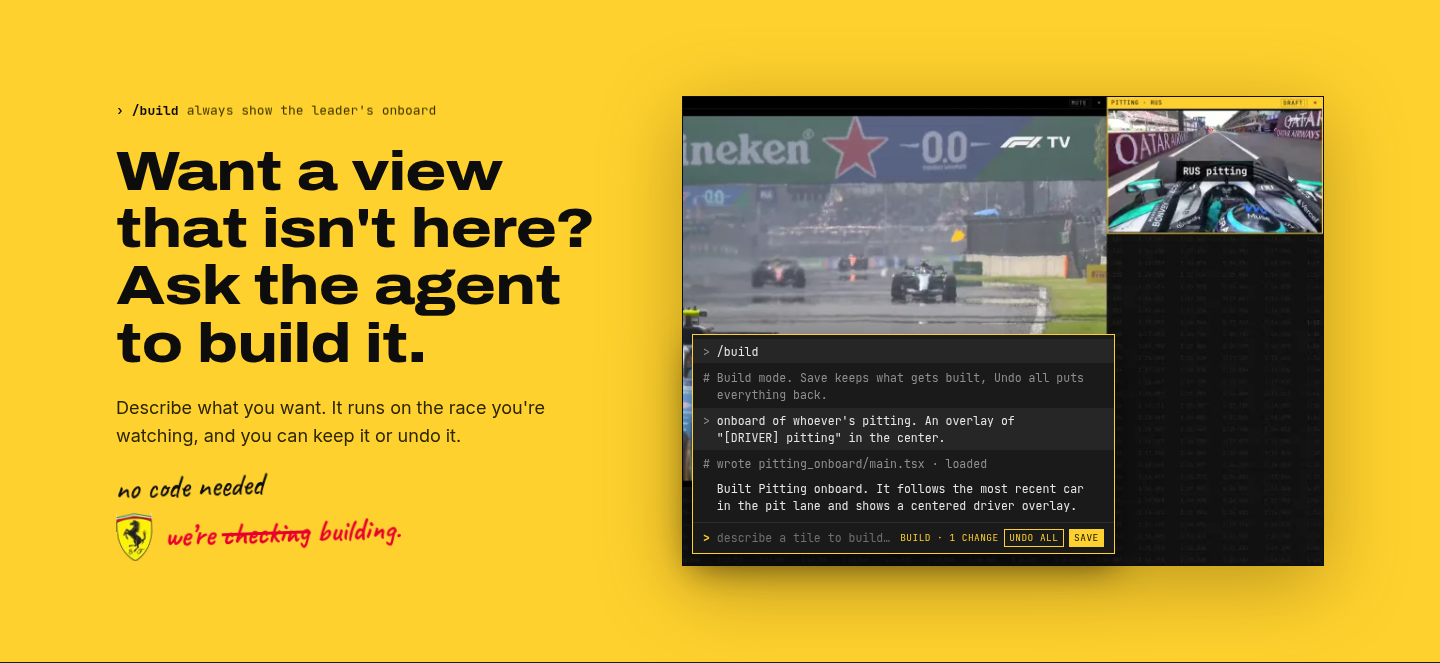 › /build always show the leader's onboard
Want a view
that isn't here?
Ask the agent
to build it.
Describe what you want. It runs on the race you're
watching, and you can keep it or undo it.
no code needed
we're checking building.
MUTE
PITTING · RUS
DRAFT
ineken®
00
F1 TV
QATAR
QATAR AIRWAYS
RUS pitting
> /build
# Build mode. Save keeps what gets built, Undo all puts
everything back.
> onboard of whoever's pitting. An overlay of
"[DRIVER] pitting" in the center.
# wrote pitting_onboard/main.tsx · loaded
Built Pitting onboard. It follows the most recent car
in the pit lane and shows a centered driver overlay.
> describe a tile to build…
BUILD · 1 CHANGE
UNDO ALL
SAVE